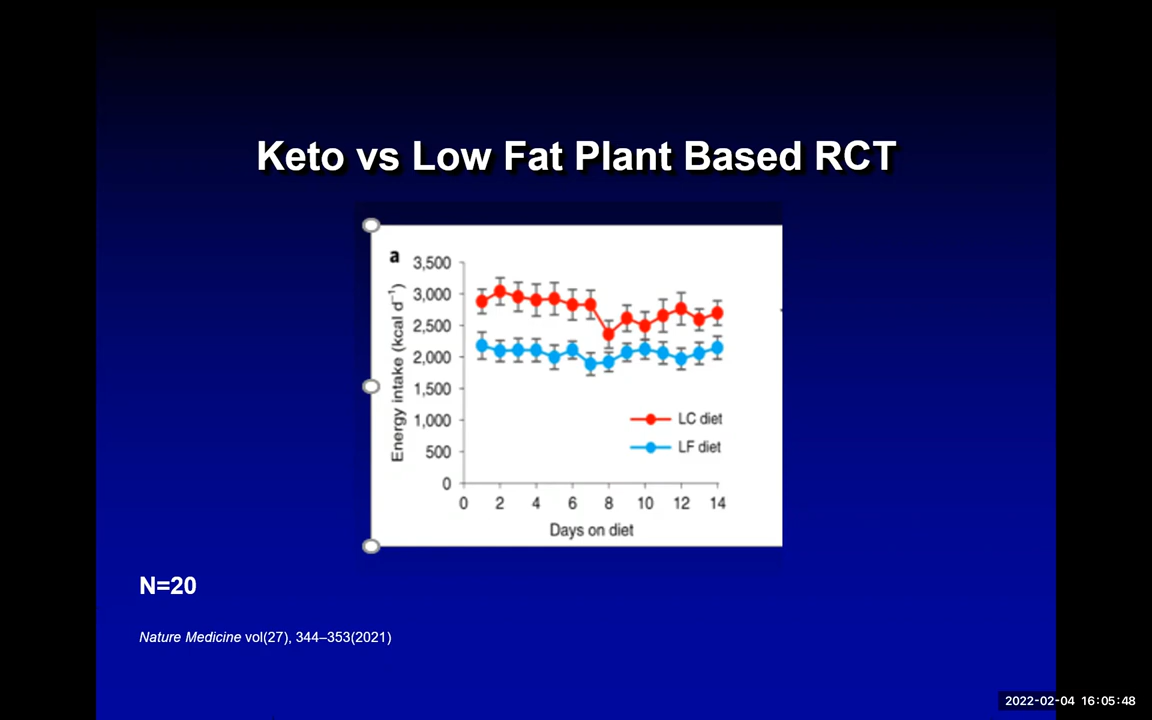 Keto vs Low Fat Plant Based RCT
a
3,500
3,000
2,500
2,000
1,500
1,000
500
0
Energy intake (kcal d⁻¹)
LC diet
LF diet
0 2 4 6 8 10 12 14
Days on diet
N=20
Nature Medicine vol(27), 344–353(2021)
2022-02-04 16:05:48